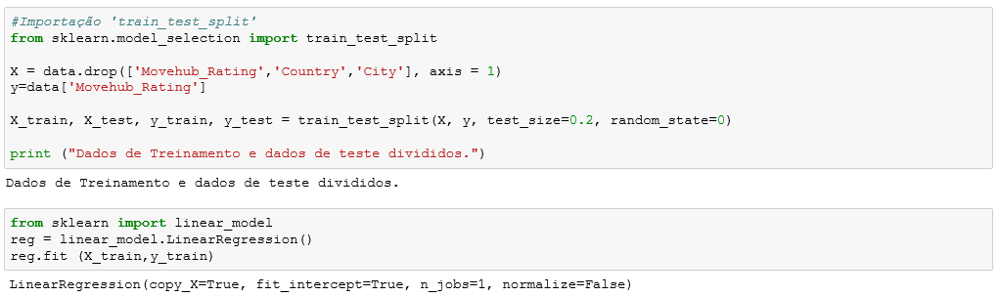 #Importação 'train_test_split'
from sklearn.model_selection import train_test_split
X = data.drop(['Movehub_Rating','Country','City'], axis = 1)
y=data['Movehub_Rating']
X_train, X_test, y_train, y_test = train_test_split(X, y, test_size=0.2, random_state=0)
print ("Dados de Treinamento e dados de teste divididos.")
Dados de Treinamento e dados de teste divididos.
from sklearn import linear_model
reg = linear_model.LinearRegression()
reg.fit (X_train,y_train)
LinearRegression(copy_X=True, fit_intercept=True, n_jobs=1, normalize=False)